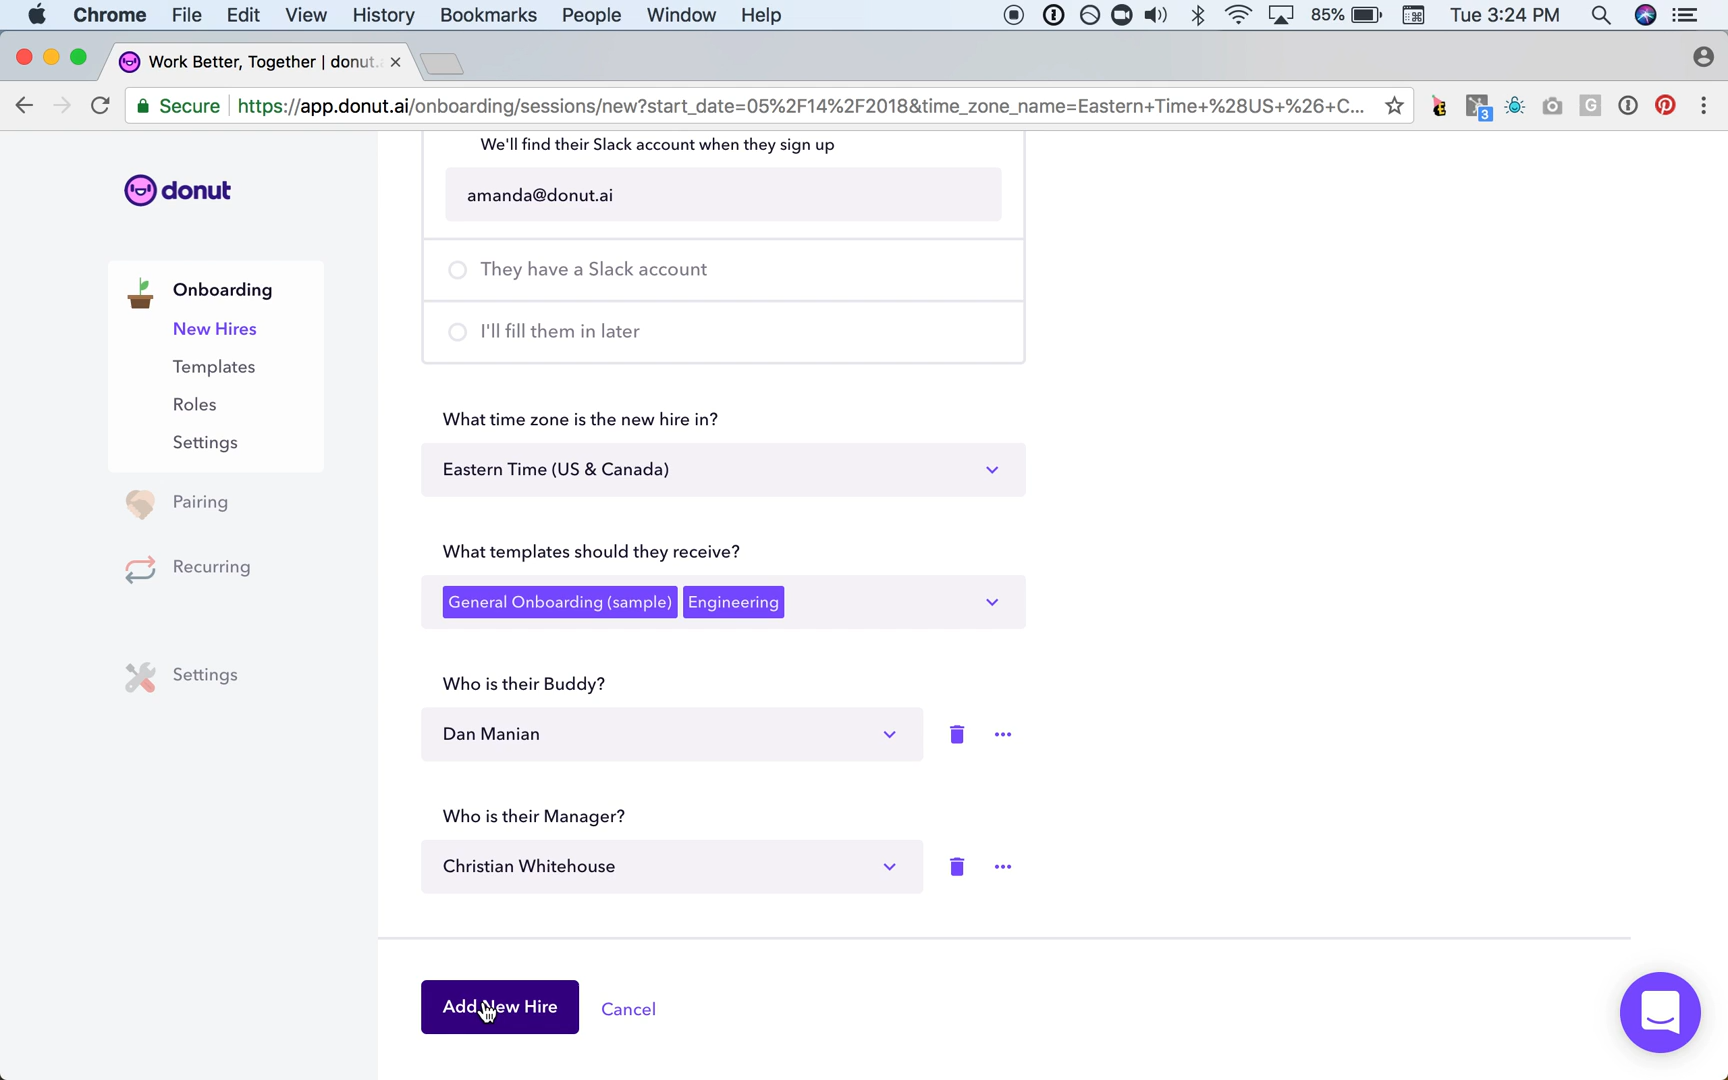 Chrome File Edit View History Bookmarks People Window Help 85% Tue 3:24 PM
Work Better, Together | donut.
Secure https://app.donut.ai/onboarding/sessions/new?start_date=05%2F14%2F2018&time_zone_name=Eastern+Time+%28US+%26+C... G 3
donut
Onboarding
New Hires
Templates
Roles
Settings
Pairing
Recurring
Settings
We'll find their Slack account when they sign up
amanda@donut.ai
They have a Slack account
I'll fill them in later
What time zone is the new hire in?
Eastern Time (US & Canada)
What templates should they receive?
General Onboarding (sample) Engineering
Who is their Buddy?
Dan Manian
Who is their Manager?
Christian Whitehouse
Add New Hire Cancel